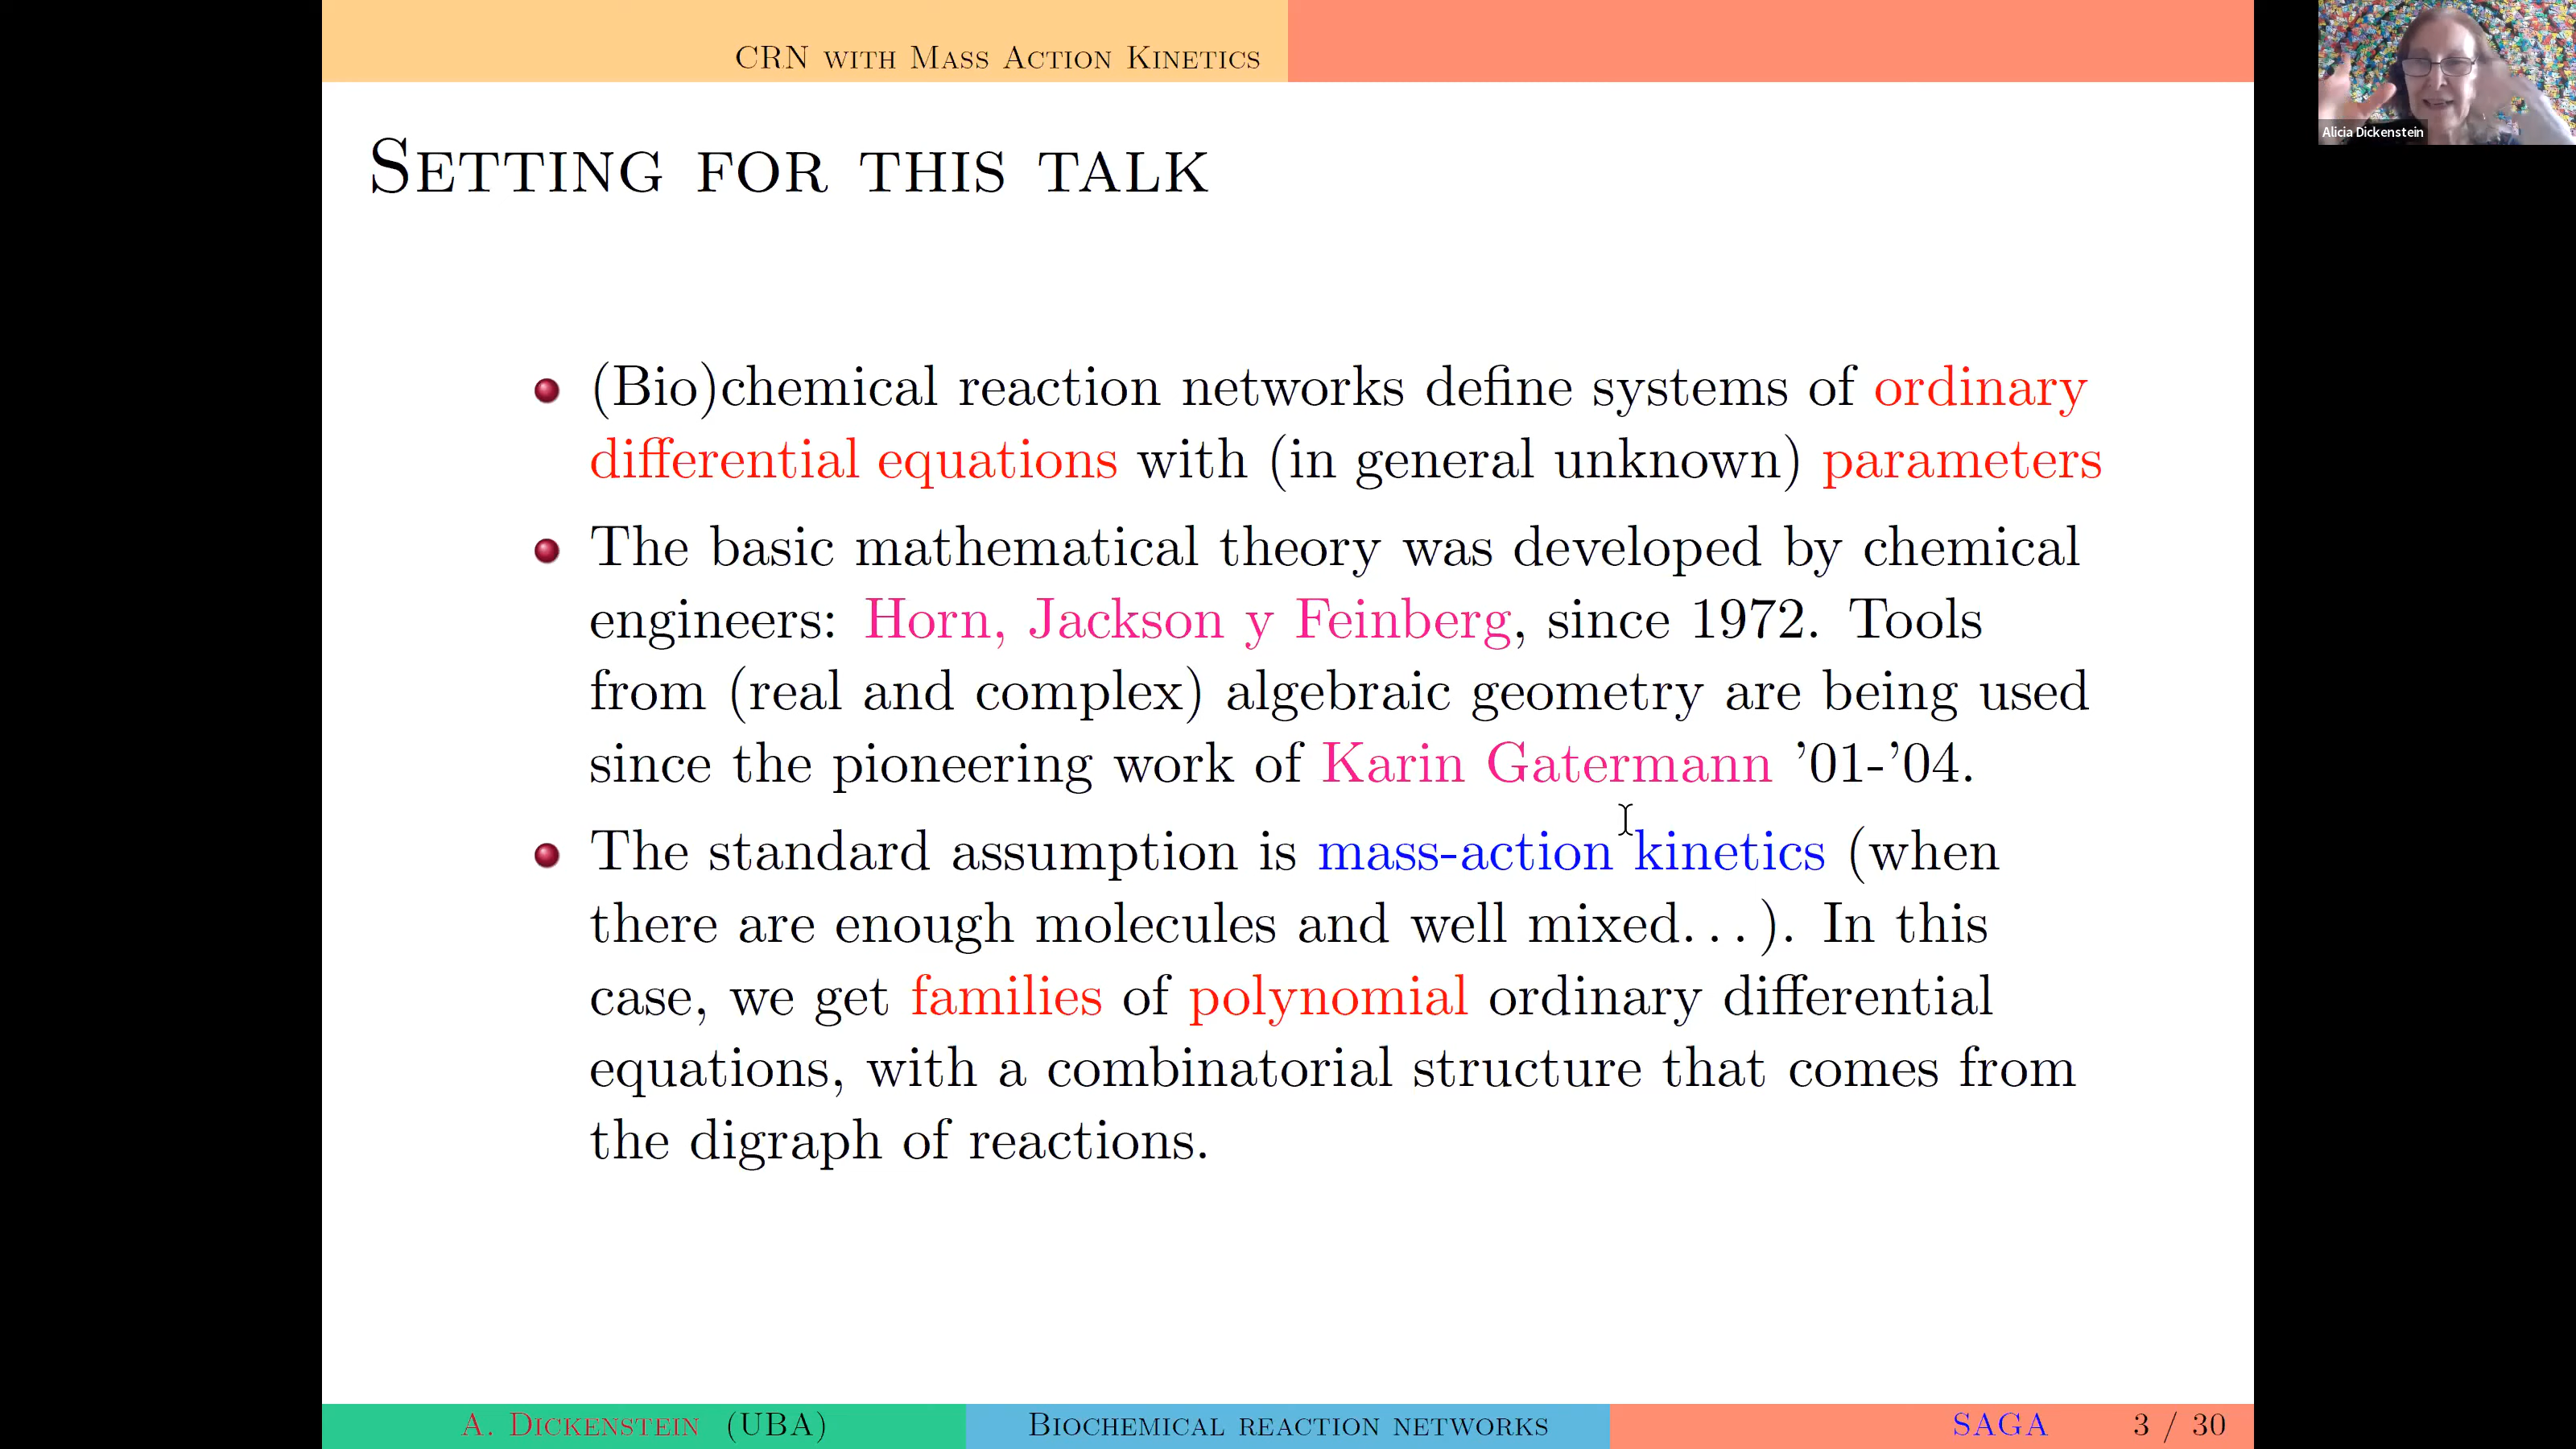 CRN with Mass Action Kinetics
Alicia Dickenstein
Setting for this talk
(Bio)chemical reaction networks define systems of ordinary
differential equations with (in general unknown) parameters
The basic mathematical theory was developed by chemical
engineers: Horn, Jackson y Feinberg, since 1972. Tools
from (real and complex) algebraic geometry are being used
since the pioneering work of Karin Gatermann ’01-’04.
The standard assumption is mass-action kinetics (when
there are enough molecules and well mixed. . . ). In this
case, we get families of polynomial ordinary differential
equations, with a combinatorial structure that comes from
the digraph of reactions.
A. Dickenstein (UBA) Biochemical reaction networks SAGA 3 / 30